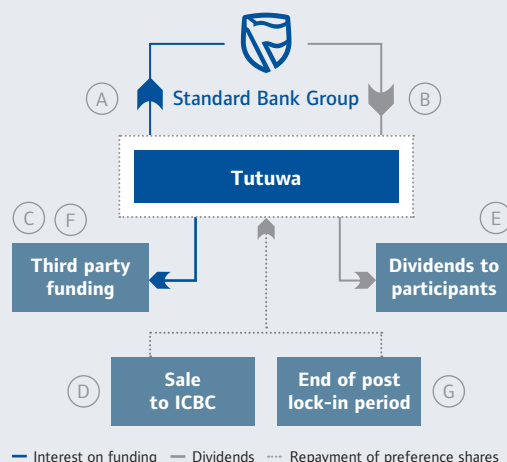 A
Standard Bank Group
B
Tutuwa
C
F
E
Third party
funding
Dividends to
participants
D
Sale
to ICBC
End of post
lock-in period
G
Interest on funding Dividends Repayment of preference shares